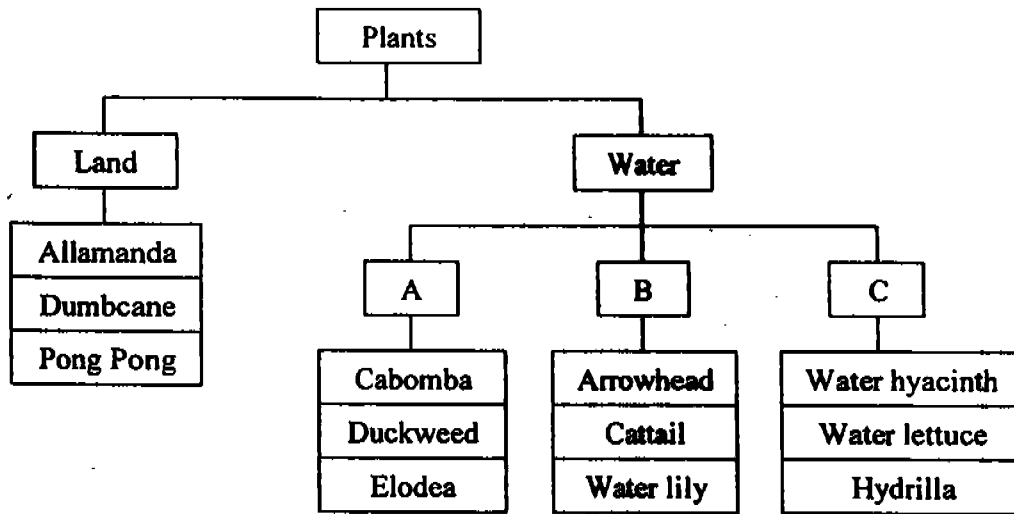 Plants
Land
Water
Allamanda
Dumbcane
Pong Pong
A
B
C
Cabomba
Duckweed
Elodea
Arrowhead
Cattail
Water lily
Water hyacinth
Water lettuce
Hydrilla